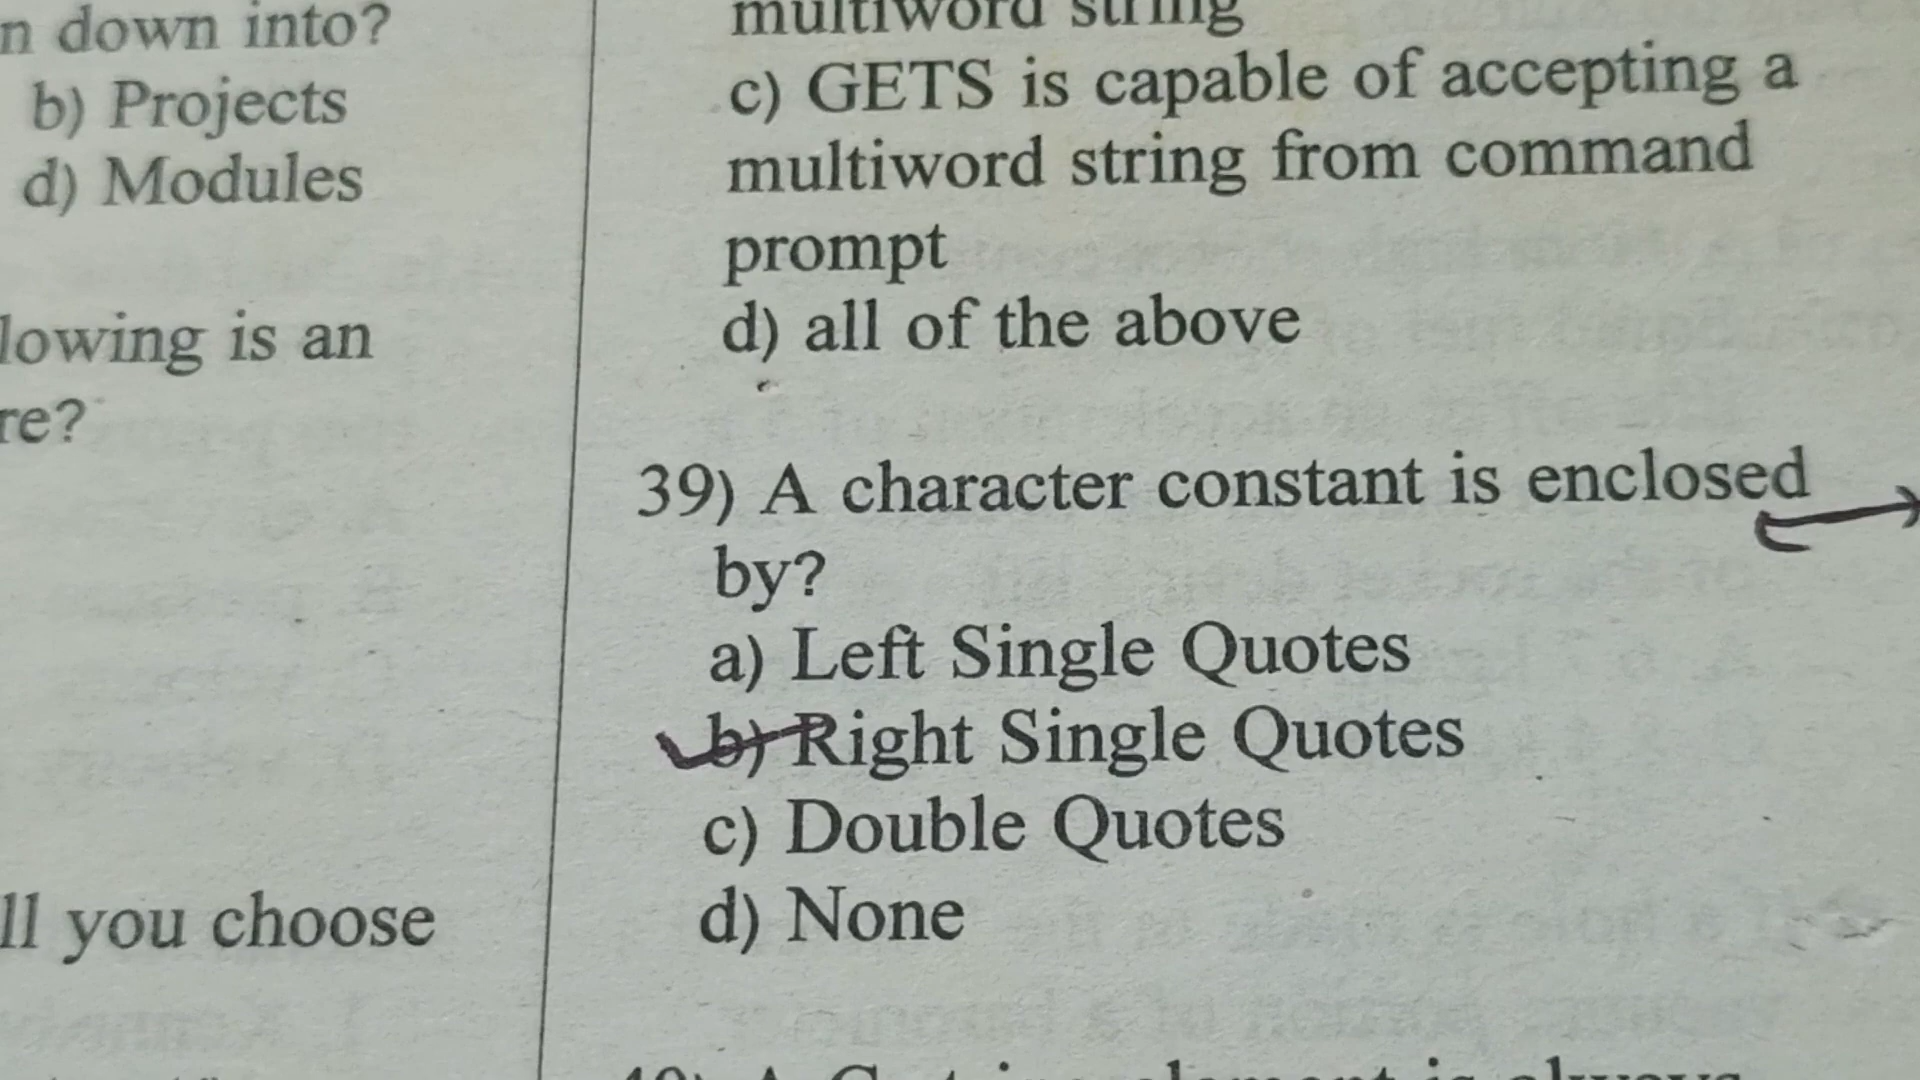 n down into?
b) Projects
d) Modules
lowing is an
re?
ll you choose
multiword string
c) GETS is capable of accepting a
multiword string from command
prompt
d) all of the above
39) A character constant is enclosed
by?
a) Left Single Quotes
b) Right Single Quotes
c) Double Quotes
d) None